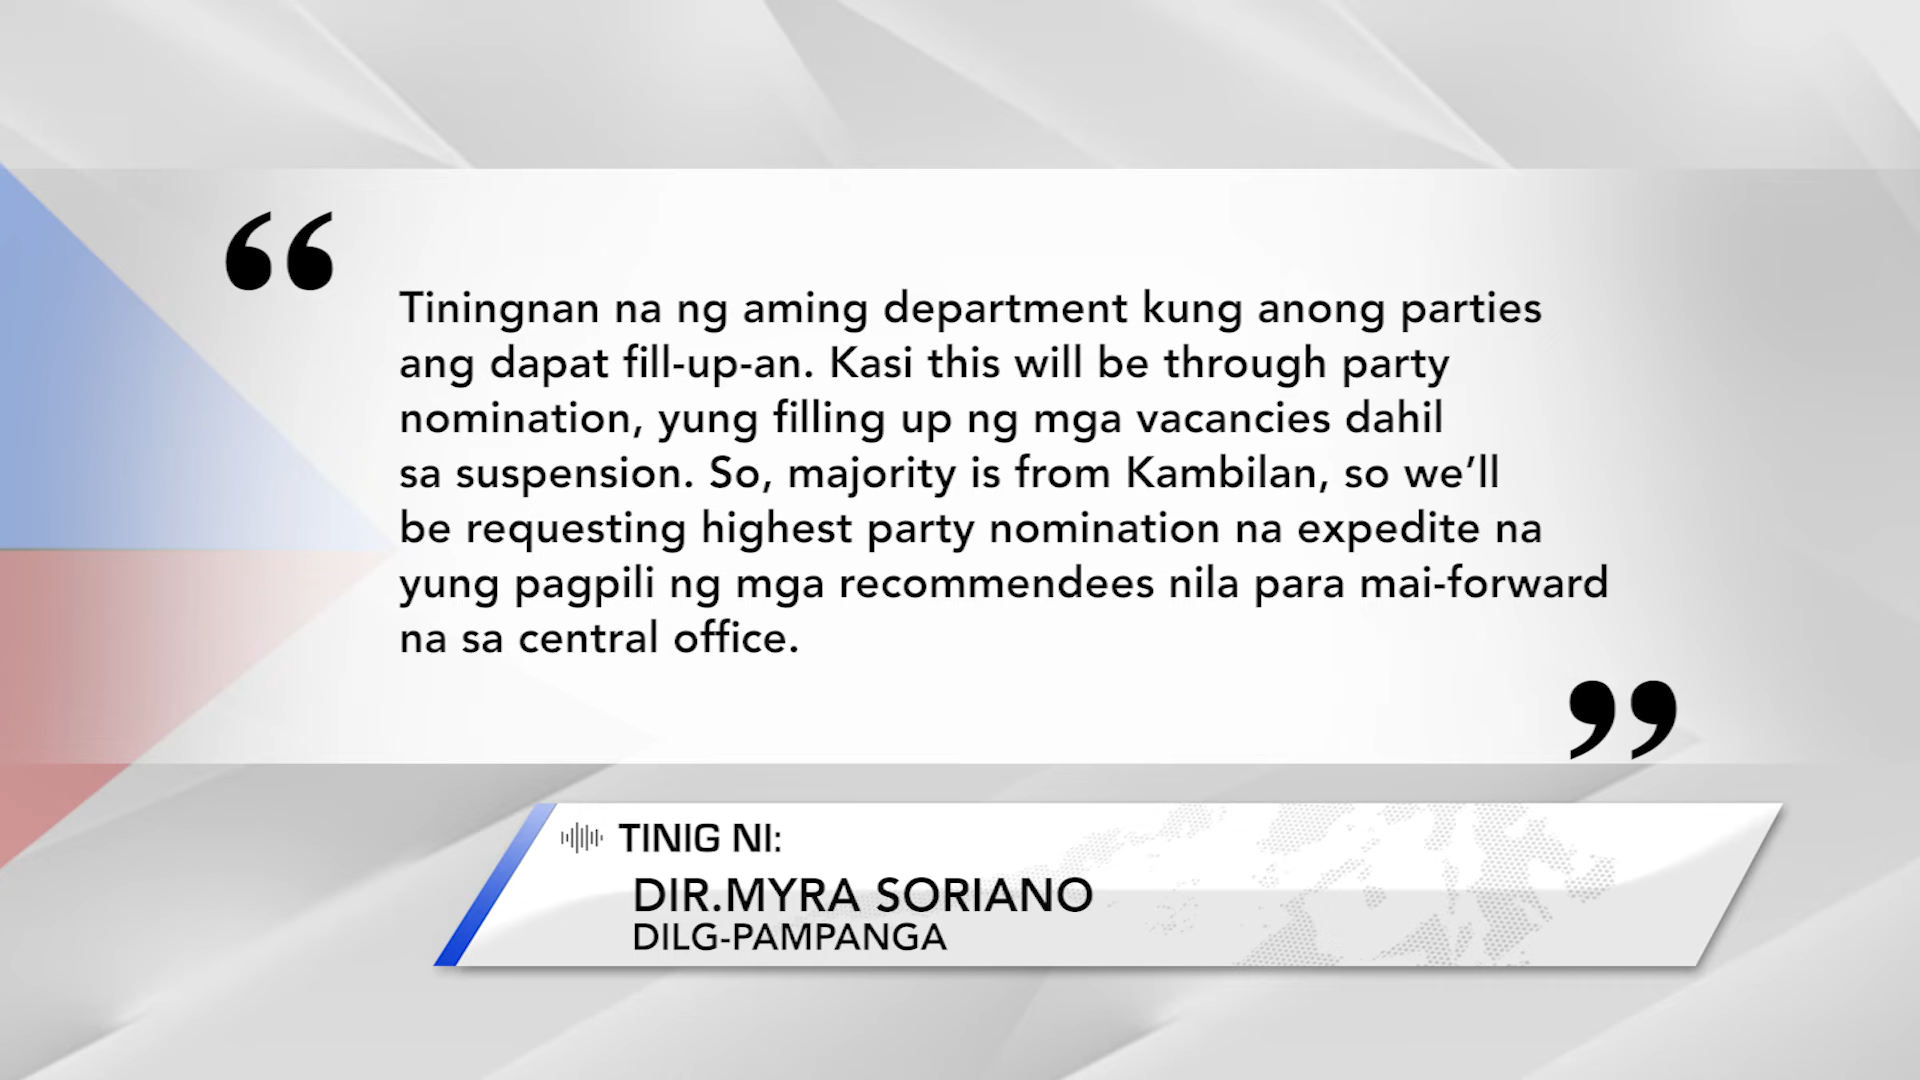 “
Tiningnan na ng aming department kung anong parties
ang dapat fill-up-an. Kasi this will be through party
nomination, yung filling up ng mga vacancies dahil
sa suspension. So, majority is from Kambilan, so we’ll
be requesting highest party nomination na expedite na
yung pagpili ng mga recommendees nila para mai-forward
na sa central office.
”
TINIG NI:
DIR.MYRA SORIANO
DILG-PAMPANGA